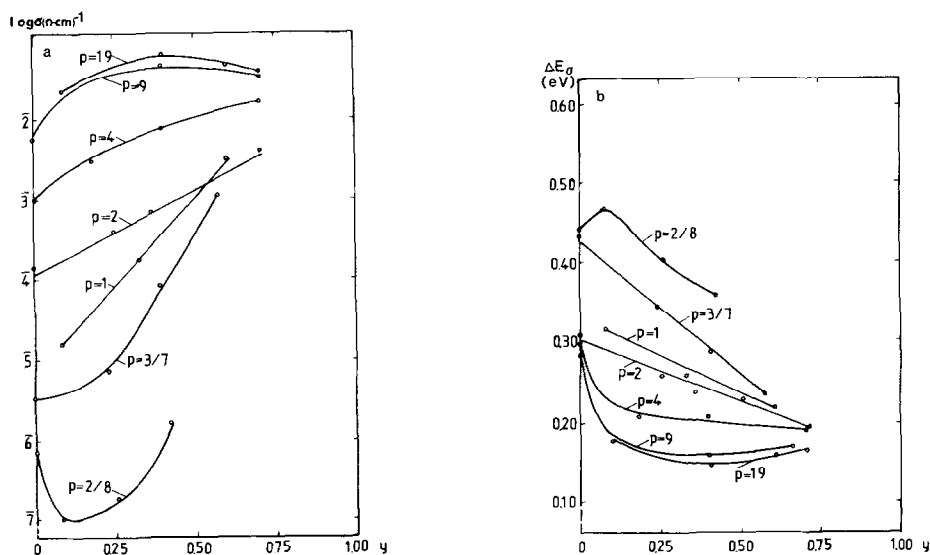 Logσ(Ω·cm)⁻¹
a
p=19
p=9
2̅
p=4
3̅
p=2
4̅
p=1
5̅
p=3/7
6̅
p=2/8
7̅
0 0.25 0.50 0.75 1.00 y
ΔEσ
(eV)
b
0.60
0.50
p=2/8
0.40
p=3/7
0.30
p=1
p=2
p=4
0.20
p=9
p=19
0.10
0 0.25 0.50 0.75 1.00 y